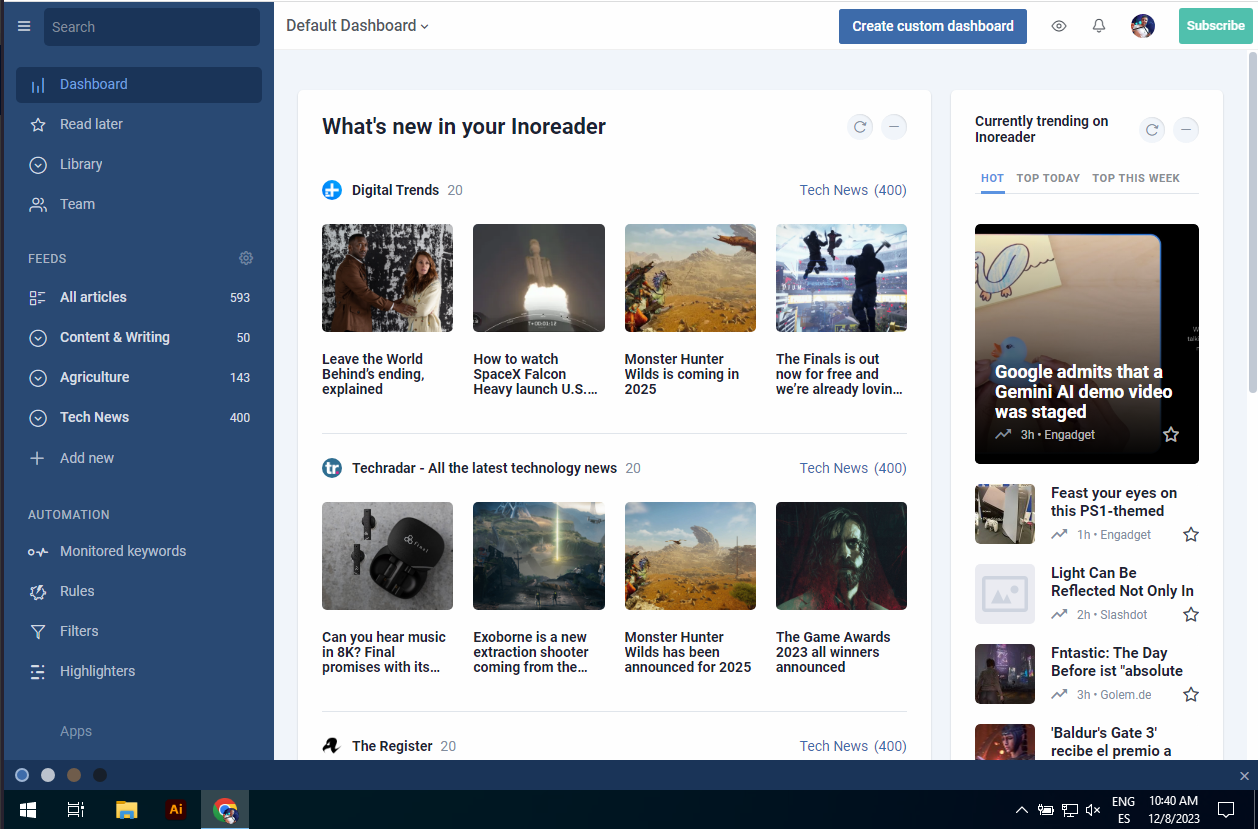 Search
Default Dashboard
Create custom dashboard
Subscribe
Dashboard
Read later
Library
Team
FEEDS
All articles 593
Content & Writing 50
Agriculture 143
Tech News 400
Add new
AUTOMATION
Monitored keywords
Rules
Filters
Highlighters
Apps
What's new in your Inoreader
Digital Trends 20
Tech News (400)
Leave the World
Behind's ending,
explained
How to watch
SpaceX Falcon
Heavy launch U.S....
Monster Hunter
Wilds is coming in
2025
The Finals is out
now for free and
we're already lovin...
tr
Techradar - All the latest technology news 20
Tech News (400)
final
Can you hear music
in 8K? Final
promises with its...
Exoborne is a new
extraction shooter
coming from the...
Monster Hunter
Wilds has been
announced for 2025
The Game Awards
2023 all winners
announced
The Register 20
Tech News (400)
Currently trending on
Inoreader
HOT TOP TODAY TOP THIS WEEK
Google admits that a
Gemini AI demo video
was staged
3h • Engadget
Feast your eyes on
this PS1-themed
1h • Engadget
Light Can Be
Reflected Not Only In
2h • Slashdot
Fntastic: The Day
Before ist "absolute
3h • Golem.de
'Baldur's Gate 3'
recibe el premio a
Ai
ENG
ES
10:40 AM
12/8/2023